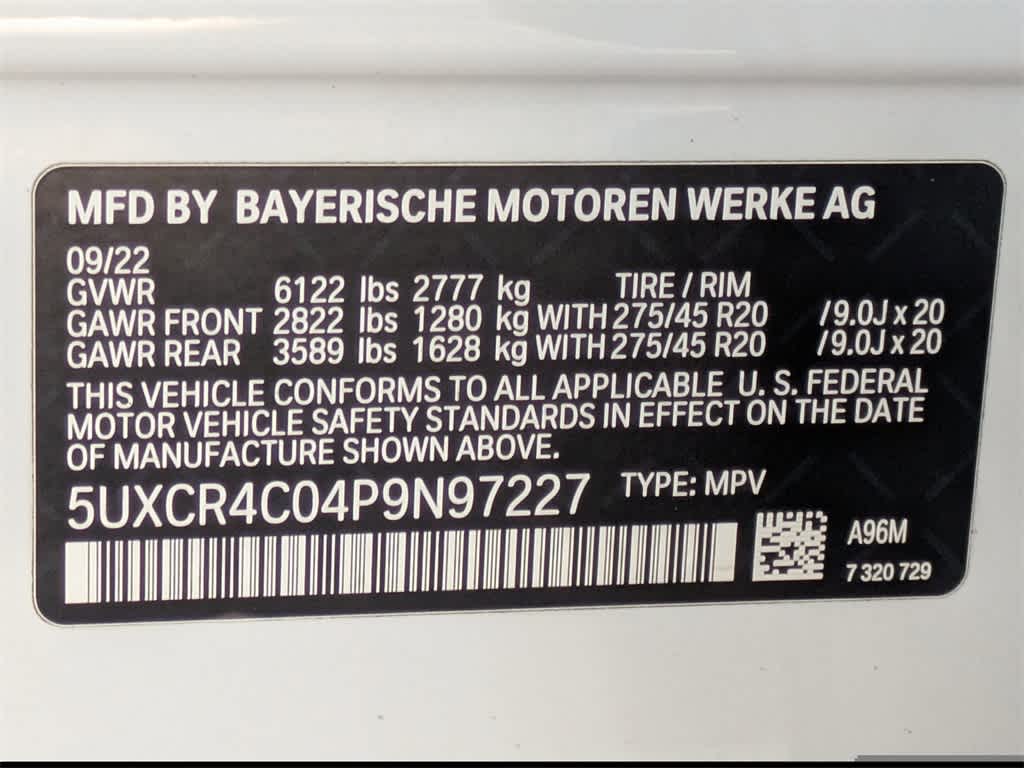 MFD BY BAYERISCHE MOTOREN WERKE AG
09/22
GVWR 6122 lbs 2777 kg TIRE / RIM
GAWR FRONT 2822 lbs 1280 kg WITH 275/45 R20 /9.0J x 20
GAWR REAR 3589 lbs 1628 kg WITH 275/45 R20 /9.0J x 20
THIS VEHICLE CONFORMS TO ALL APPLICABLE U. S. FEDERAL
MOTOR VEHICLE SAFETY STANDARDS IN EFFECT ON THE DATE
OF MANUFACTURE SHOWN ABOVE.
5UXCR4C04P9N97227 TYPE: MPV
A96M
7 320 729